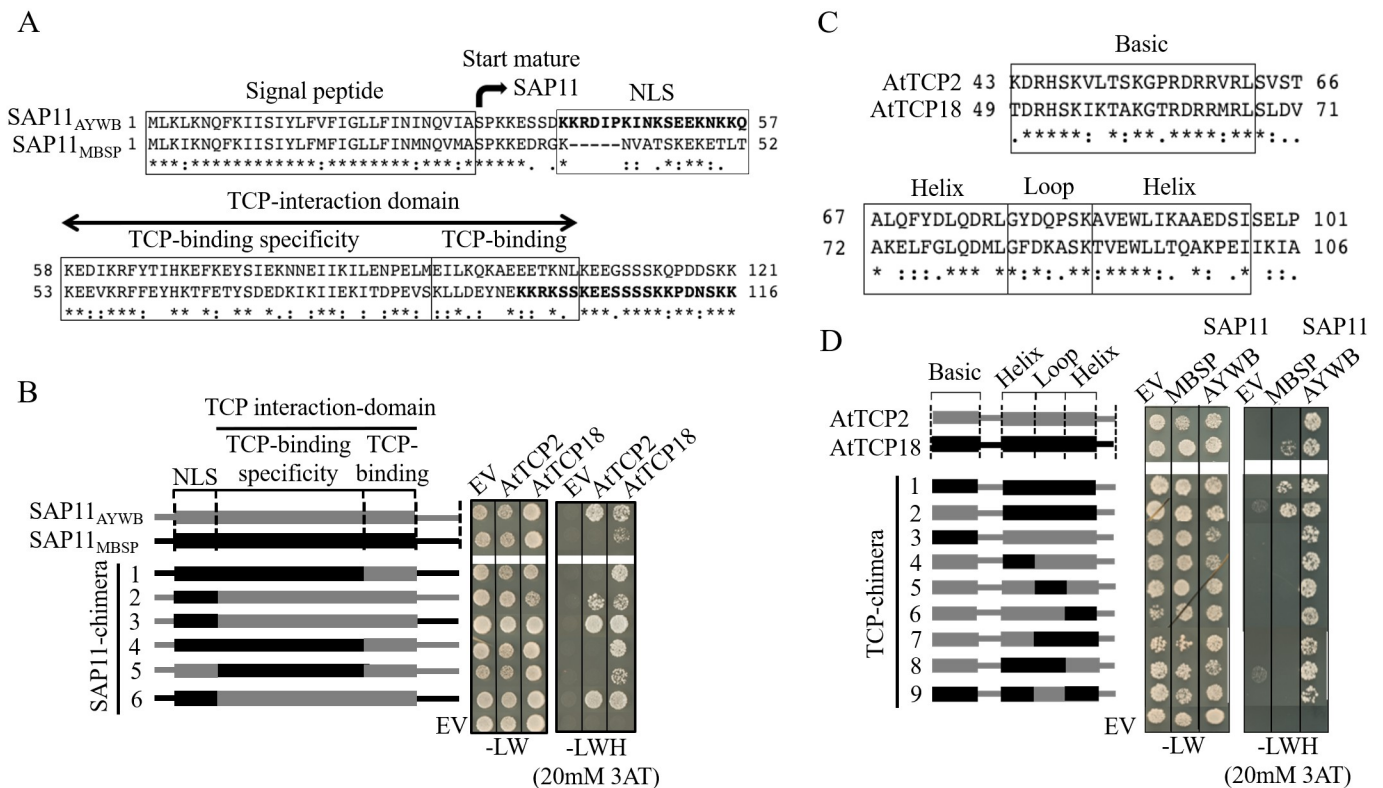 A
Start mature
SAP11
Signal peptide
NLS
SAP11AYWB 1 MLKLKNQFKIISIYLFVFIGLLFINIQVIASPKKESSDKKRDIPKINKSEEKNKKQ 57
SAP11MBSP 1 MLKIKNQFKIISIYLFMFIGLLFINMNQVMASPKKEDRGK-----NVATSKEKETLT 52
TCP-interaction domain
TCP-binding specificity TCP-binding
58 KEDIKRFYTIHKEFKEYSIEKNNEIIKILENPELMEILKQKAEEETKNLKEEGSSSKQPDDSKK 121
53 KEEVKRFFEYHKTFETYSDEDKIKIIEKITDPEVSKLLDEYNEKKRKSSKEESSSSKKPDNSKK 116
B
TCP interaction-domain
NLS
TCP-binding specificity
TCP-binding
SAP11AYWB
SAP11MBSP
SAP11-chimera
1
2
3
4
5
6
EV
EV AtTCP2 AtTCP18 EV AtTCP2 AtTCP18
-LW -LWH
(20mM 3AT)
C
Basic
AtTCP2 43 KDRHSKVLTSKGPRDRRVRLSVST 66
AtTCP18 49 TDRHSKIKTAKGTRDRRMRLSLDV 71
.*****: *:** ****:***:..
Helix Loop Helix
67 ALQFYDLQDRLGYDQPSKAVEWLIKAAEDSISELP 101
72 AKELFGLQDMLGFDKASKTVEWLLTQAKPEIIKIA 106
D
Basic Helix Loop Helix
AtTCP2
AtTCP18
TCP-chimera
1
2
3
4
5
6
7
8
9
EV
SAP11 SAP11
EV MBSP AYWB EV MBSP AYWB
-LW -LWH
(20mM 3AT)